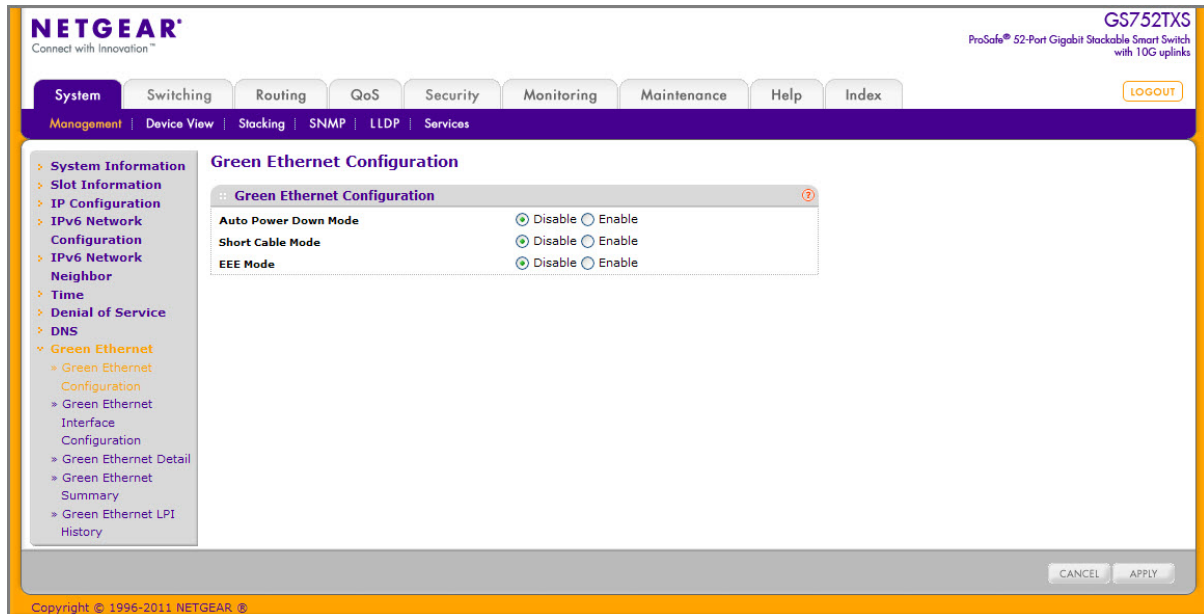 NETGEAR®
Connect with Innovation™
GS752TXS
ProSafe® 52-Port Gigabit Stackable Smart Switch
with 10G uplinks
System Switching Routing QoS Security Monitoring Maintenance Help Index
LOGOUT
Management | Device View | Stacking | SNMP | LLDP | Services
System Information
Slot Information
IP Configuration
IPv6 Network
Configuration
IPv6 Network
Neighbor
Time
Denial of Service
DNS
Green Ethernet
» Green Ethernet
Configuration
» Green Ethernet
Interface
Configuration
» Green Ethernet Detail
» Green Ethernet
Summary
» Green Ethernet LPI
History
Green Ethernet Configuration
Green Ethernet Configuration ?
Auto Power Down Mode Disable Enable
Short Cable Mode Disable Enable
EEE Mode Disable Enable
CANCEL APPLY
Copyright © 1996-2011 NETGEAR ®